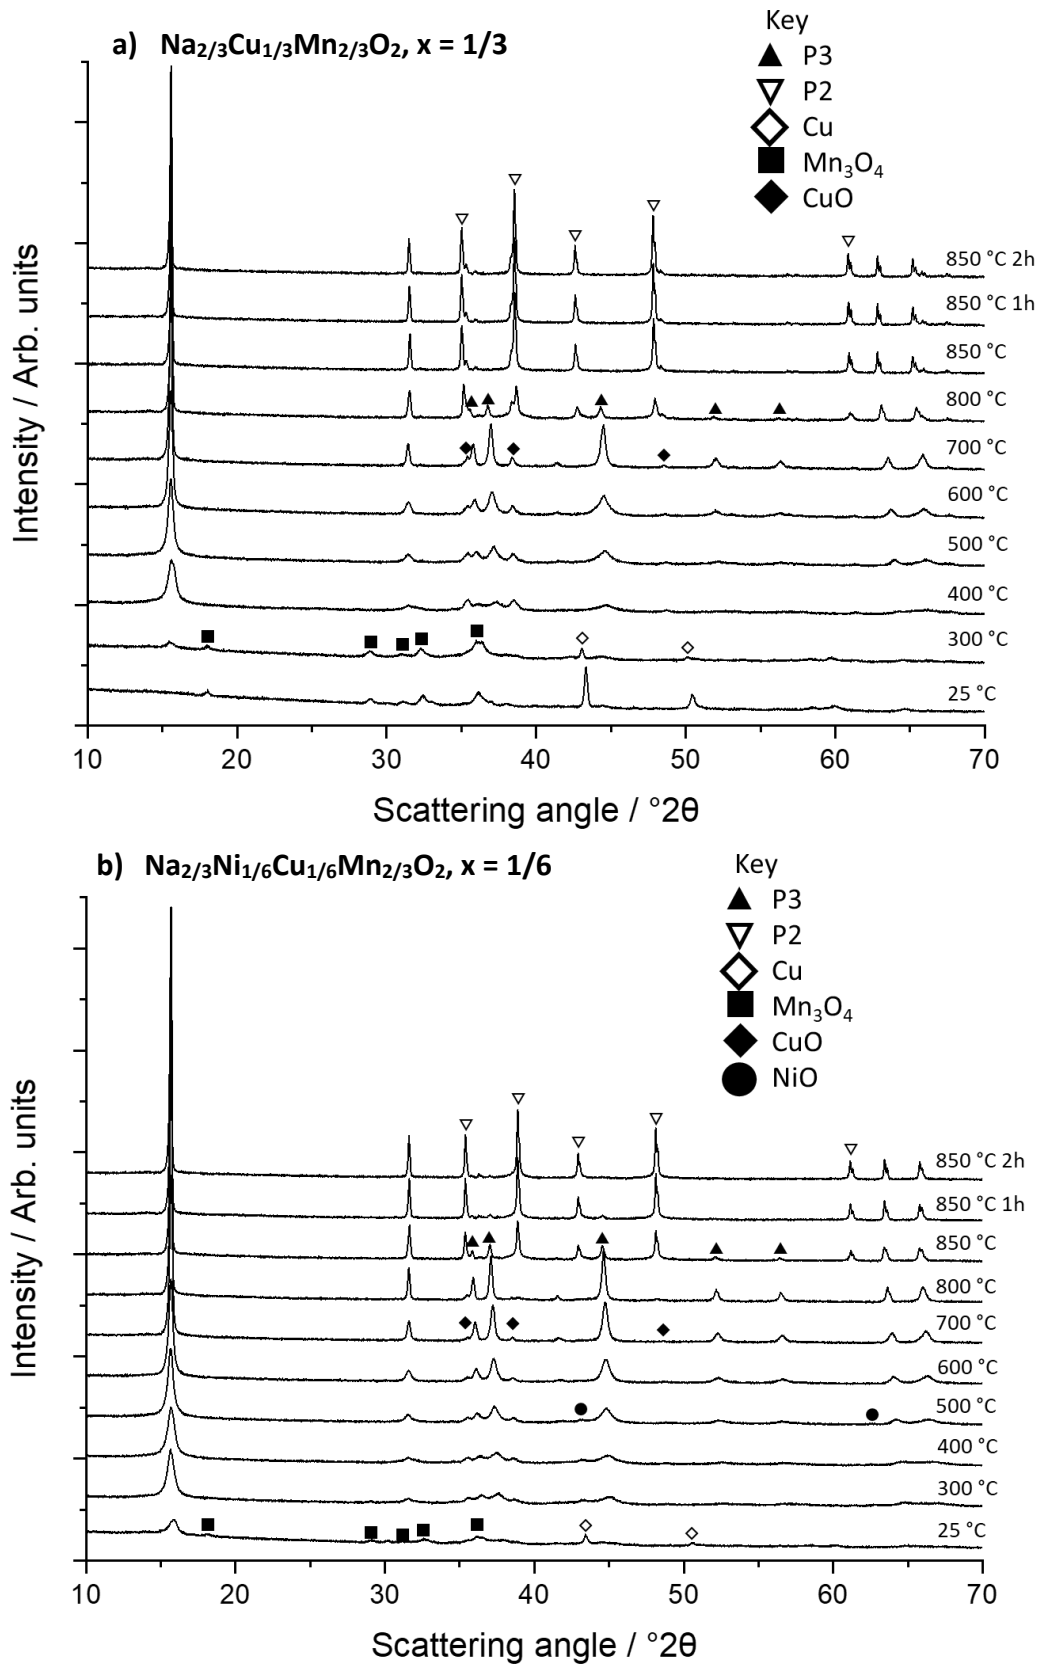 Key
a) Na2/3Cu1/3Mn2/3O2, x = 1/3
P3
P2
Cu
Mn3O4
CuO
850 °C 2h
850 °C 1h
850 °C
800 °C
700 °C
600 °C
500 °C
400 °C
300 °C
25 °C
Intensity / Arb. units
10 20 30 40 50 60 70
Scattering angle / °2θ
b) Na2/3Ni1/6Cu1/6Mn2/3O2, x = 1/6
Key
P3
P2
Cu
Mn3O4
CuO
NiO
850 °C 2h
850 °C 1h
850 °C
800 °C
700 °C
600 °C
500 °C
400 °C
300 °C
25 °C
Intensity / Arb. units
10 20 30 40 50 60 70
Scattering angle / °2θ